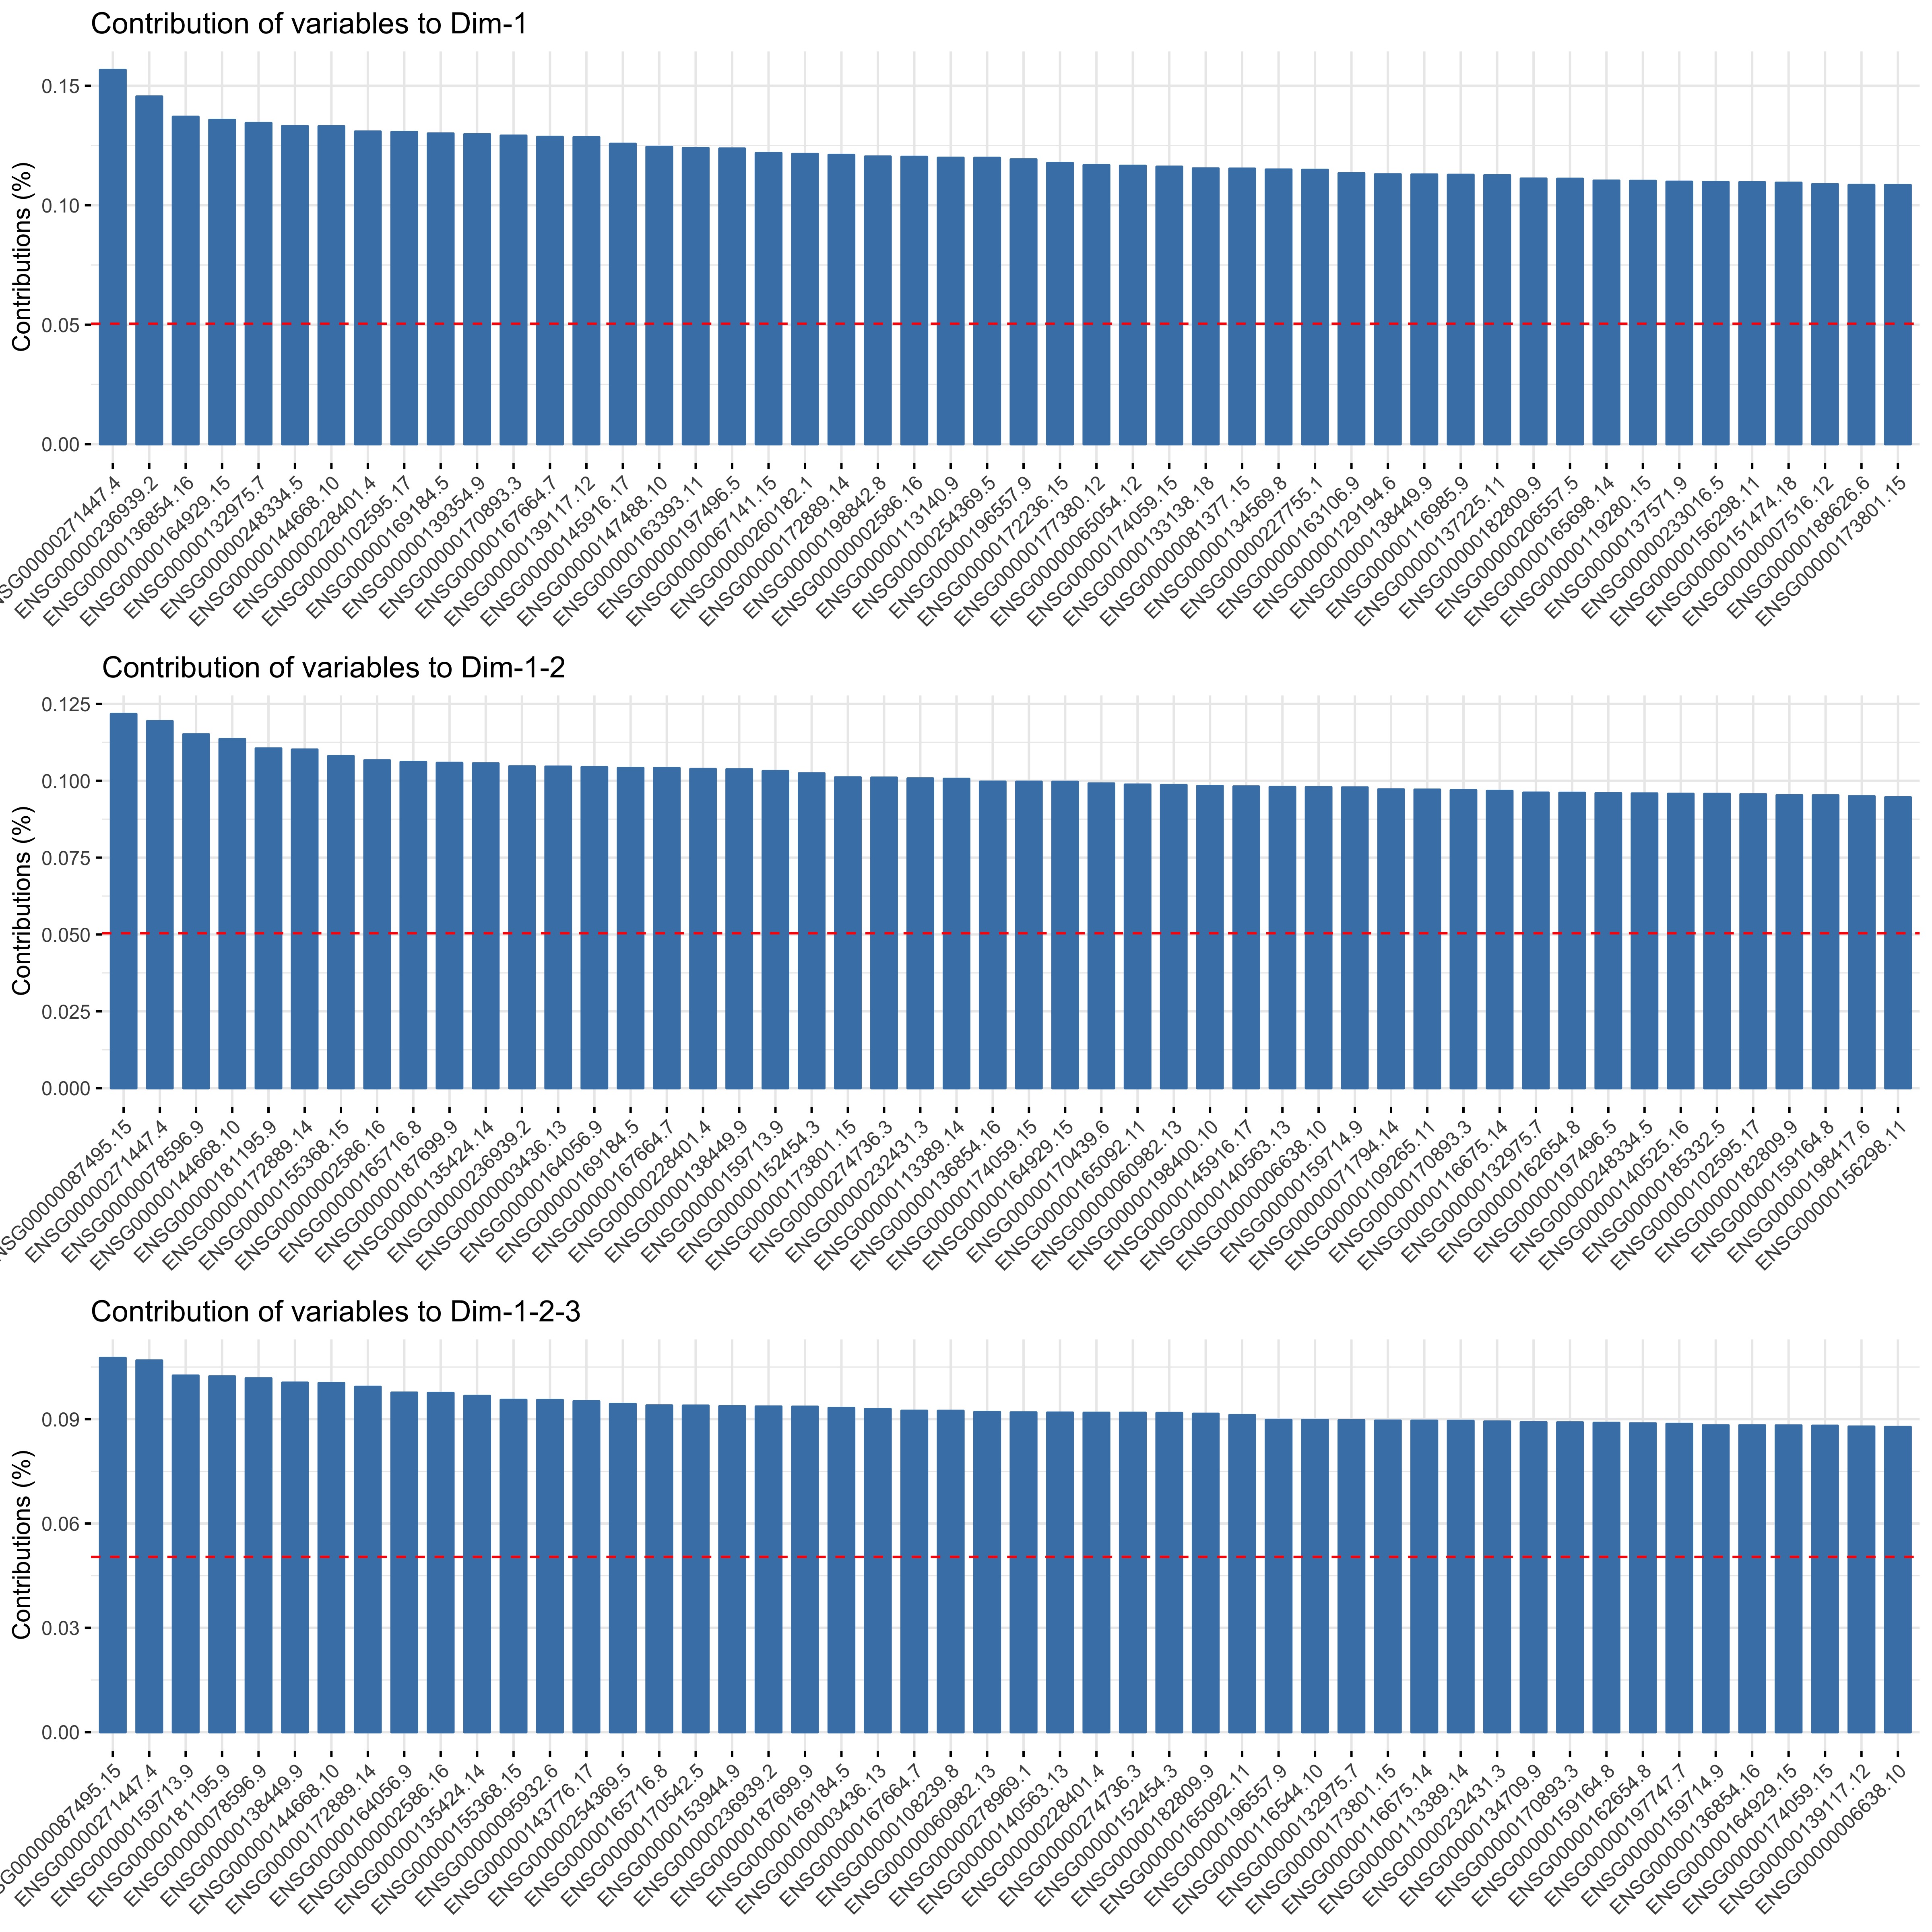 Contribution of variables to Dim-1
Contributions (%)
0.15
0.10
0.05
0.00
ENSG00000271447.4
ENSG00000236939.2
ENSG00000136854.16
ENSG00000164929.15
ENSG00000132975.7
ENSG00000248334.5
ENSG00000144668.10
ENSG00000228401.4
ENSG00000102595.17
ENSG00000169184.5
ENSG00000139354.9
ENSG00000170893.3
ENSG00000167664.7
ENSG00000139117.12
ENSG00000145916.17
ENSG00000147488.10
ENSG00000163393.11
ENSG00000197496.5
ENSG00000067141.15
ENSG00000260182.1
ENSG00000172889.14
ENSG00000198842.8
ENSG00000002586.16
ENSG00000113140.9
ENSG00000254369.5
ENSG00000196557.9
ENSG00000172236.15
ENSG00000177380.12
ENSG00000065054.12
ENSG00000174059.15
ENSG00000133138.18
ENSG00000081377.15
ENSG00000134569.8
ENSG00000227755.1
ENSG00000163106.9
ENSG00000129194.6
ENSG00000138449.9
ENSG00000116985.9
ENSG00000137225.11
ENSG00000182809.9
ENSG00000220557.5
ENSG00000165698.14
ENSG00000119280.15
ENSG00000137571.9
ENSG00000233016.5
ENSG00000156298.11
ENSG00000151474.18
ENSG00000007516.12
ENSG00000188626.6
ENSG00000173801.15
Contribution of variables to Dim-1-2
Contributions (%)
0.125
0.100
0.075
0.050
0.025
0.000
ENSG00000087495.15
ENSG00000271447.4
ENSG00000078596.9
ENSG00000144668.10
ENSG00000181195.9
ENSG00000172889.14
ENSG00000155368.15
ENSG00000002586.16
ENSG00000165716.8
ENSG00000187699.9
ENSG00000135424.14
ENSG00000236939.2
ENSG00000003436.13
ENSG00000164056.9
ENSG00000169184.5
ENSG00000167664.7
ENSG00000228401.4
ENSG00000138449.9
ENSG00000159713.9
ENSG00000152454.3
ENSG00000173801.15
ENSG00000274736.3
ENSG00000232431.3
ENSG00000113389.14
ENSG00000136854.16
ENSG00000174059.15
ENSG00000164929.15
ENSG00000117039.6
ENSG00000165092.11
ENSG00000060982.13
ENSG00000198400.10
ENSG00000145916.17
ENSG00000140563.13
ENSG00000006638.10
ENSG00000159714.9
ENSG00000071794.14
ENSG00000109265.11
ENSG00000170893.3
ENSG00000116675.14
ENSG00000132975.7
ENSG00000162654.8
ENSG00000197496.5
ENSG00000248334.5
ENSG00000140525.16
ENSG00000185532.5
ENSG00000102595.17
ENSG00000182809.9
ENSG00000159164.8
ENSG00000198417.6
ENSG00000156298.11
Contribution of variables to Dim-1-2-3
Contributions (%)
0.09
0.06
0.03
0.00
ENSG00000087495.15
ENSG00000271447.4
ENSG00000159713.9
ENSG00000181195.9
ENSG00000078596.9
ENSG00000138449.9
ENSG00000144668.10
ENSG00000172889.14
ENSG00000164056.9
ENSG00000002586.16
ENSG00000135424.14
ENSG00000155368.15
ENSG00000095932.6
ENSG00000143776.17
ENSG00000254369.5
ENSG00000165716.8
ENSG00000170542.5
ENSG00000153944.9
ENSG00000236939.2
ENSG00000187699.9
ENSG00000169184.5
ENSG00000003436.13
ENSG00000167664.7
ENSG00000108239.8
ENSG00000060982.13
ENSG00000278969.1
ENSG00000140563.13
ENSG00000228401.4
ENSG00000274736.3
ENSG00000152454.3
ENSG00000182809.9
ENSG00000165092.11
ENSG00000196557.9
ENSG00000116544.10
ENSG00000132975.7
ENSG00000173801.15
ENSG00000116675.14
ENSG00000113389.14
ENSG00000232431.3
ENSG00000134709.9
ENSG00000170893.3
ENSG00000159164.8
ENSG00000162654.8
ENSG00000197747.7
ENSG00000159714.9
ENSG00000136854.16
ENSG00000164929.15
ENSG00000174059.15
ENSG00000139117.12
ENSG00000006638.10